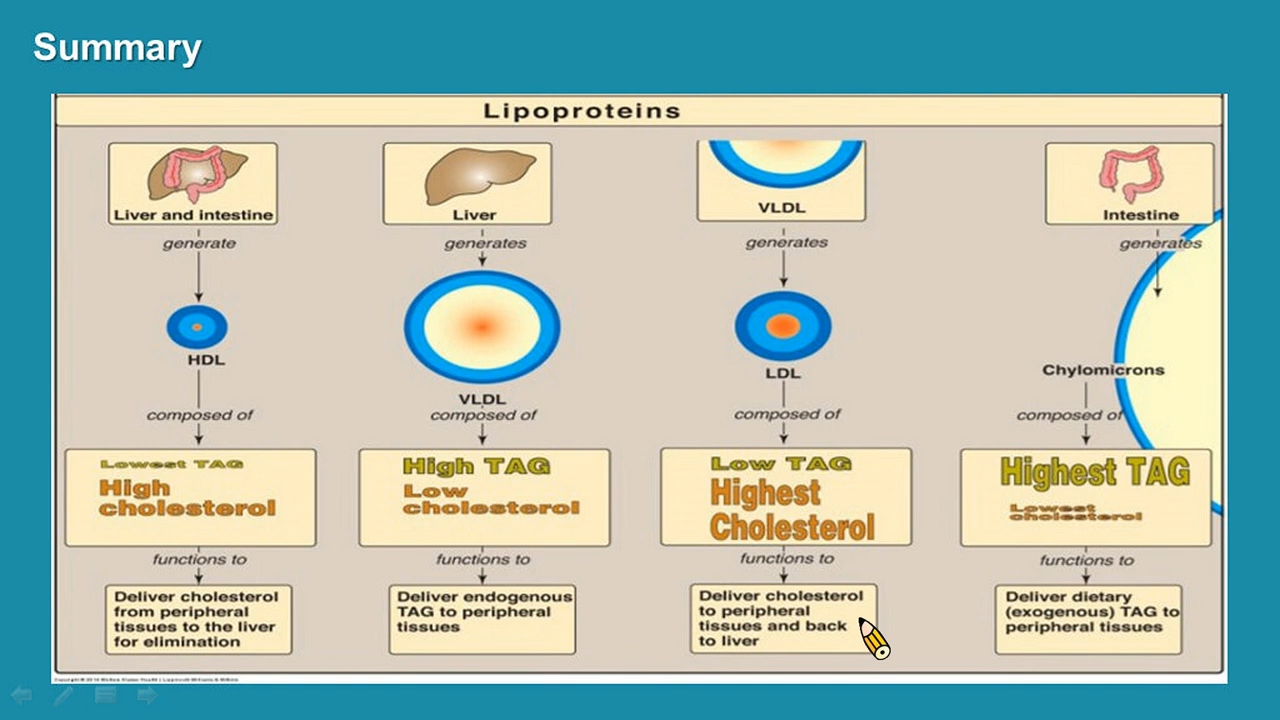 Summary
Lipoproteins
Liver and intestine
generate
HDL
composed of
Lowest TAG
High
cholesterol
functions to
Deliver cholesterol
from peripheral
tissues to the liver
for elimination
Liver
generates
VLDL
composed of
High TAG
Low
cholesterol
functions to
Deliver endogenous
TAG to peripheral
tissues
VLDL
generates
LDL
composed of
Low TAG
Highest
Cholesterol
functions to
Deliver cholesterol
to peripheral
tissues and back
to liver
Intestine
generates
Chylomicrons
composed of
Highest TAG
Lowest
cholesterol
functions to
Deliver dietary
(exogenous) TAG to
peripheral tissues